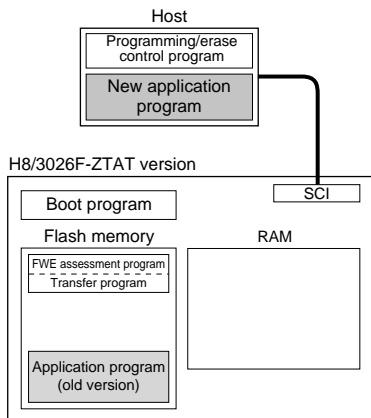 Host
Programming/erase
control program
New application
program
H8/3026F-ZTAT version
SCI
Boot program
Flash memory
RAM
FWE assessment program
Transfer program
Application program
(old version)